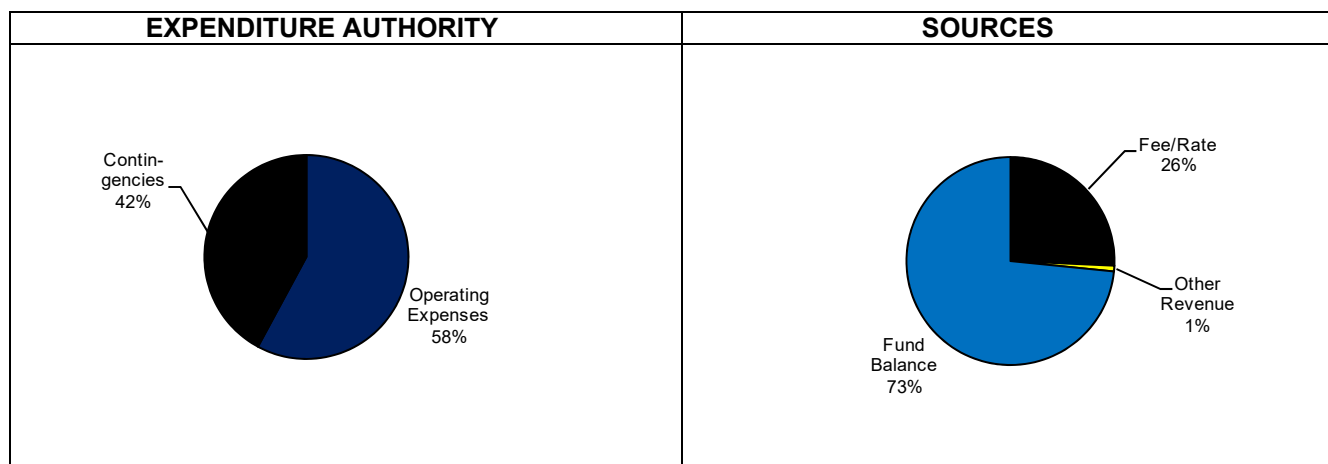 EXPENDITURE AUTHORITY
SOURCES
Contin-
gencies
42%
Operating
Expenses
58%
Fee/Rate
26%
Other
Revenue
1%
Fund
Balance
73%